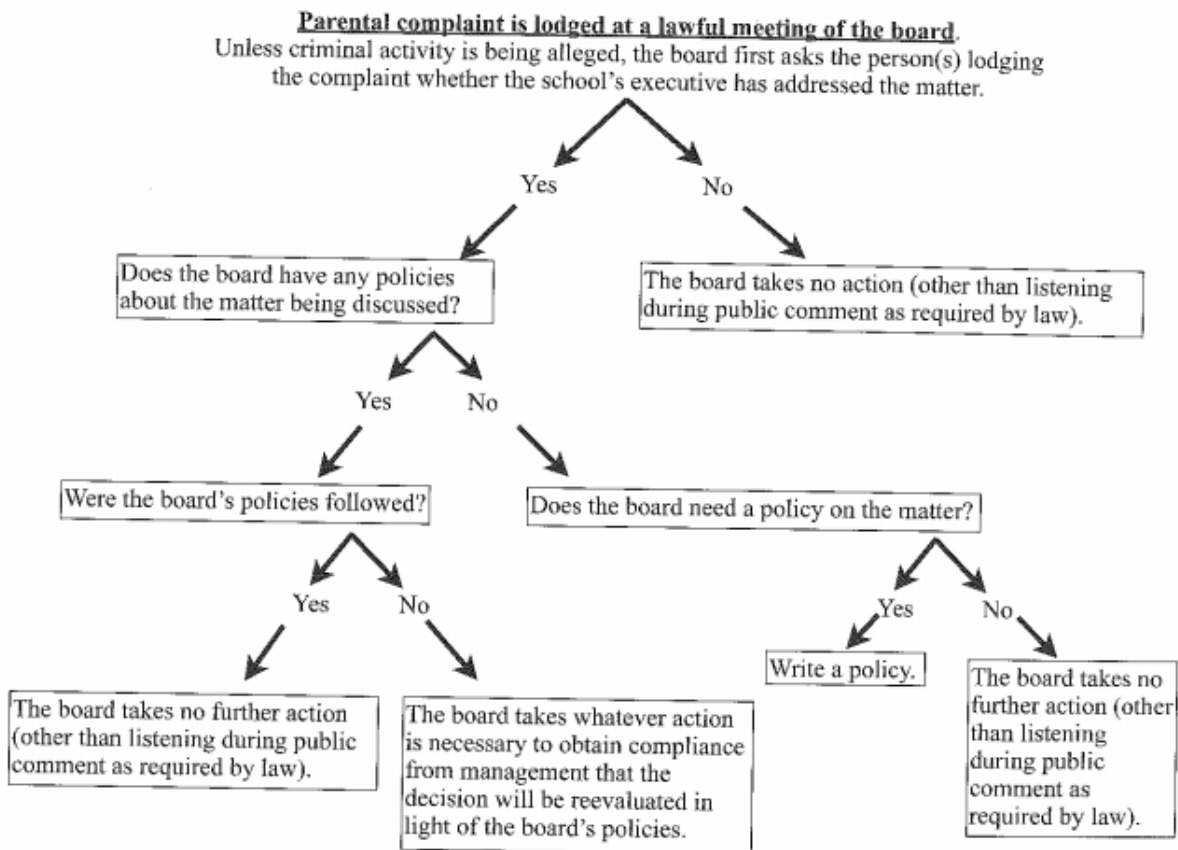 Parental complaint is lodged at a lawful meeting of the board.
Unless criminal activity is being alleged, the board first asks the person(s) lodging
the complaint whether the school's executive has addressed the matter.
Yes
No
Does the board have any policies
about the matter being discussed?
The board takes no action (other than listening
during public comment as required by law).
Yes
No
Were the board's policies followed?
Does the board need a policy on the matter?
Yes
No
Yes
No
The board takes no further action
(other than listening during public
comment as required by law).
The board takes whatever action
is necessary to obtain compliance
from management that the
decision will be reevaluated in
light of the board's policies.
Write a policy.
The board takes no
further action (other
than listening
during public
comment as
required by law).